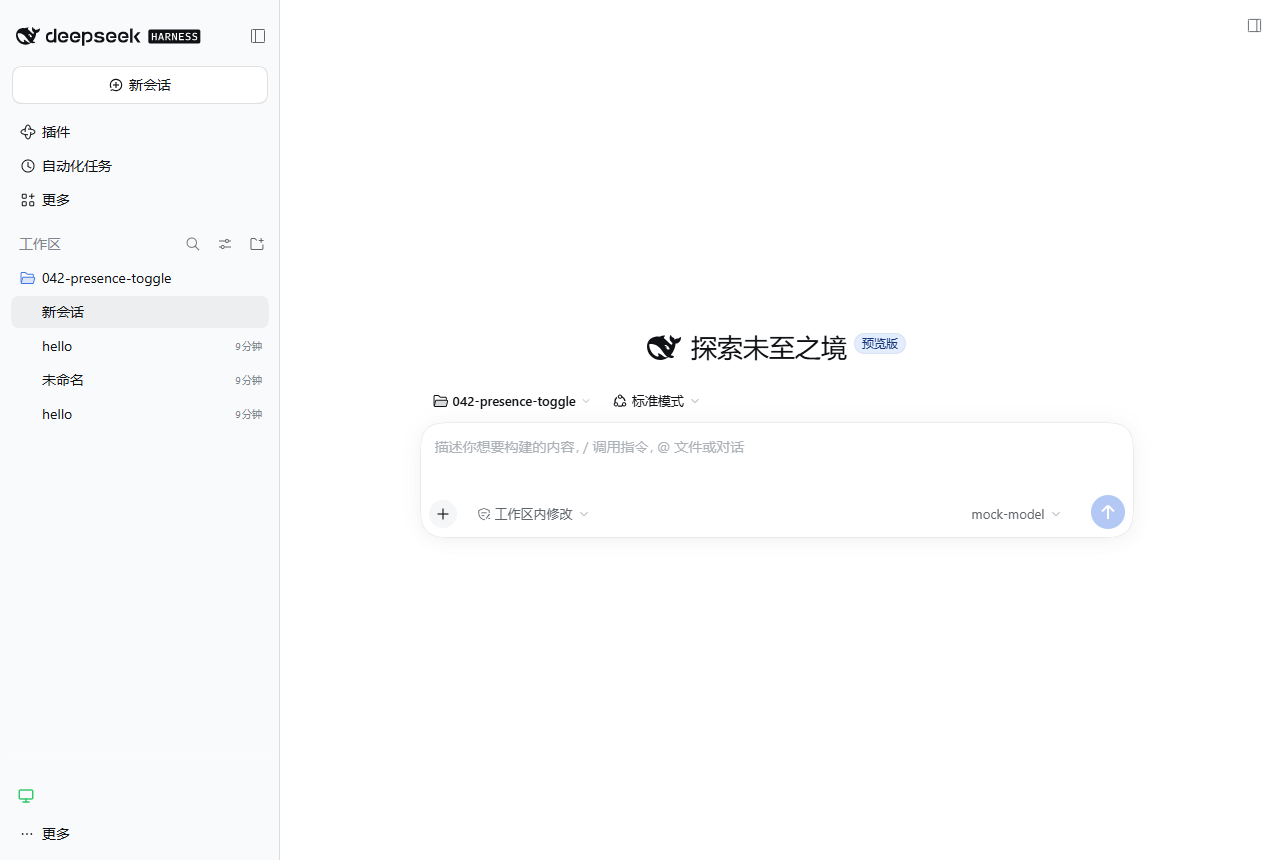 deepseek HARNESS
新会话
插件
自动化任务
更多
工作区
042-presence-toggle
新会话
hello 9分钟
未命名 9分钟
hello 9分钟
更多
探索未至之境 预览版
042-presence-toggle 标准模式
描述你想要构建的内容, / 调用指令, @ 文件或对话
工作区内修改 mock-model